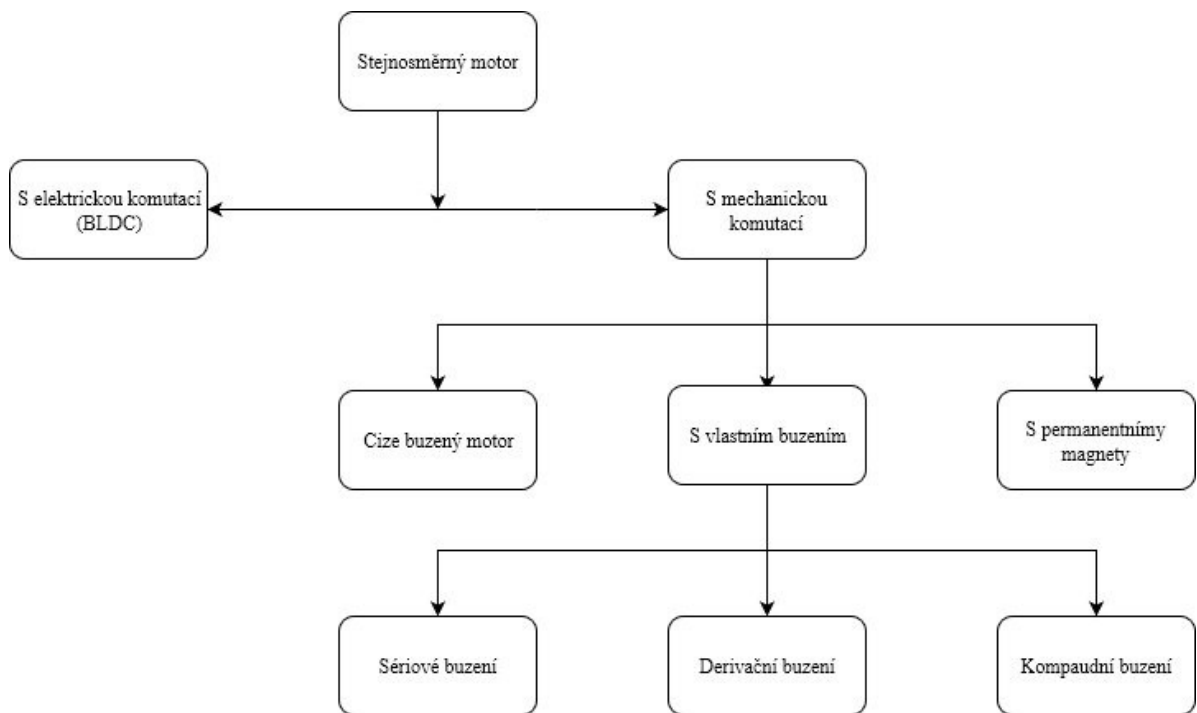 Stejnosměrný motor
S elektrickou komutací
(BLDC)
S mechanickou
komutací
Cize buzený motor
S vlastním buzením
S permanentnímy
magnety
Sériové buzení
Derivační buzení
Kompaudní buzení